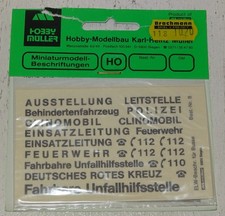 HOBBY
MÜLLER
Hobby-Modellbau Karl-Heinz Müller
Miniaturmodell-
Beschriftungen
HO
AUSSTELLUNG LEITSTELLE
Behindertenfahrzeug POLIZEI
CLINOMOBIL CLINOMOBIL
EINSATZLEITUNG Feuerwehr
EINSATZLEITUNG ☎ 112 112
FEUERWEHR ☎ 112 ☎ 112
Fahrbare Unfallhilfsstelle ☎ 110
DEUTSCHES ROTES KREUZ
Fahrbare Unfallhilfsstelle